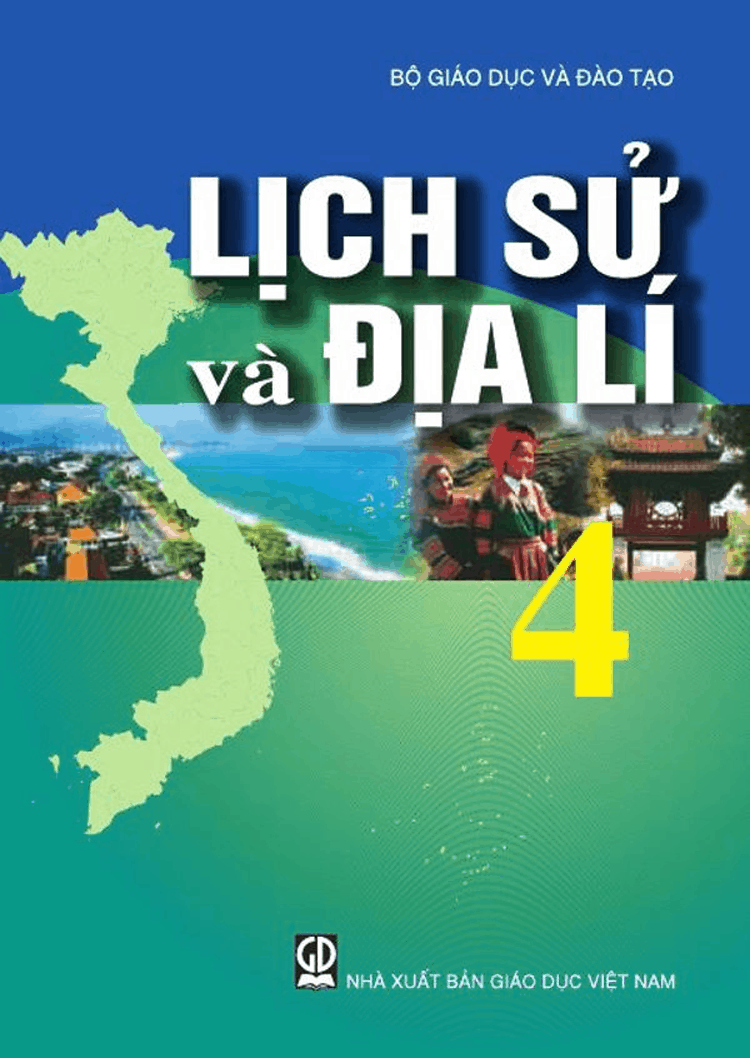 BỘ GIÁO DỤC VÀ ĐÀO TẠO
LỊCH SỬ
và ĐỊA LÍ
4
GD
NHÀ XUẤT BẢN GIÁO DỤC VIỆT NAM